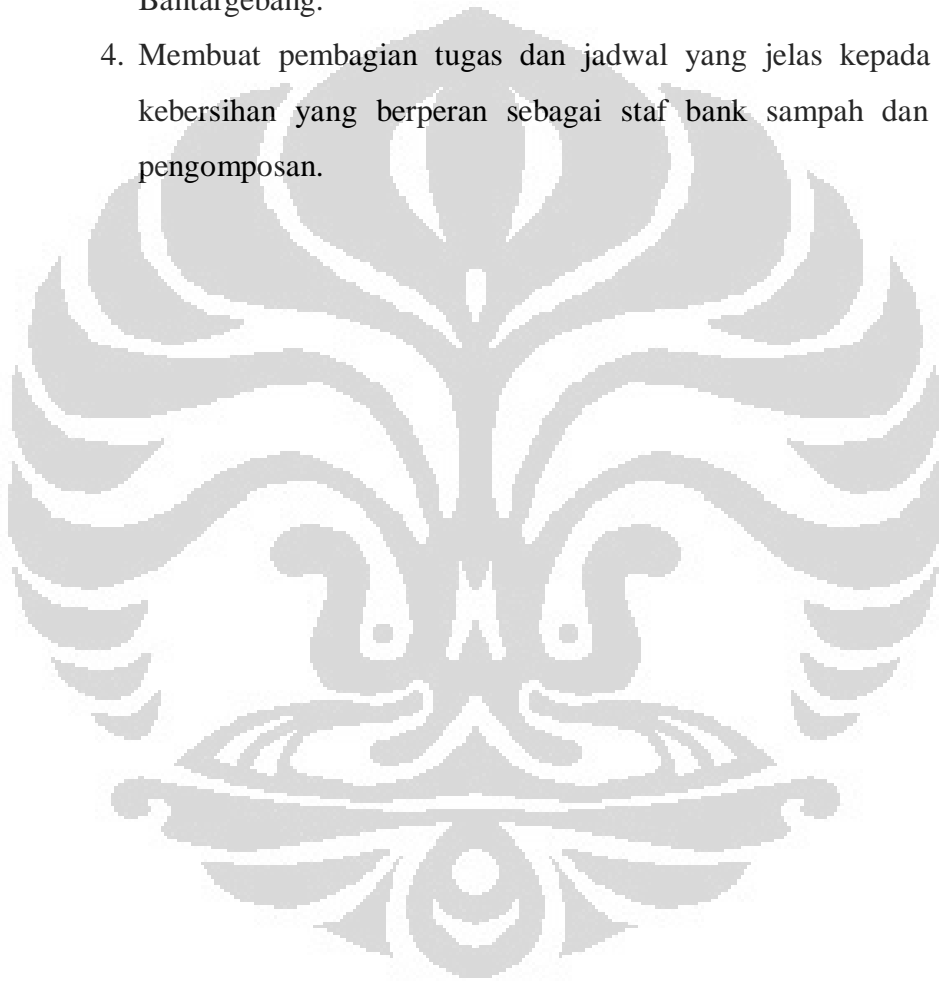 Bantargebang.
4. Membuat pembagian tugas dan jadwal yang jelas kepada
kebersihan yang berperan sebagai staf bank sampah dan
pengomposan.